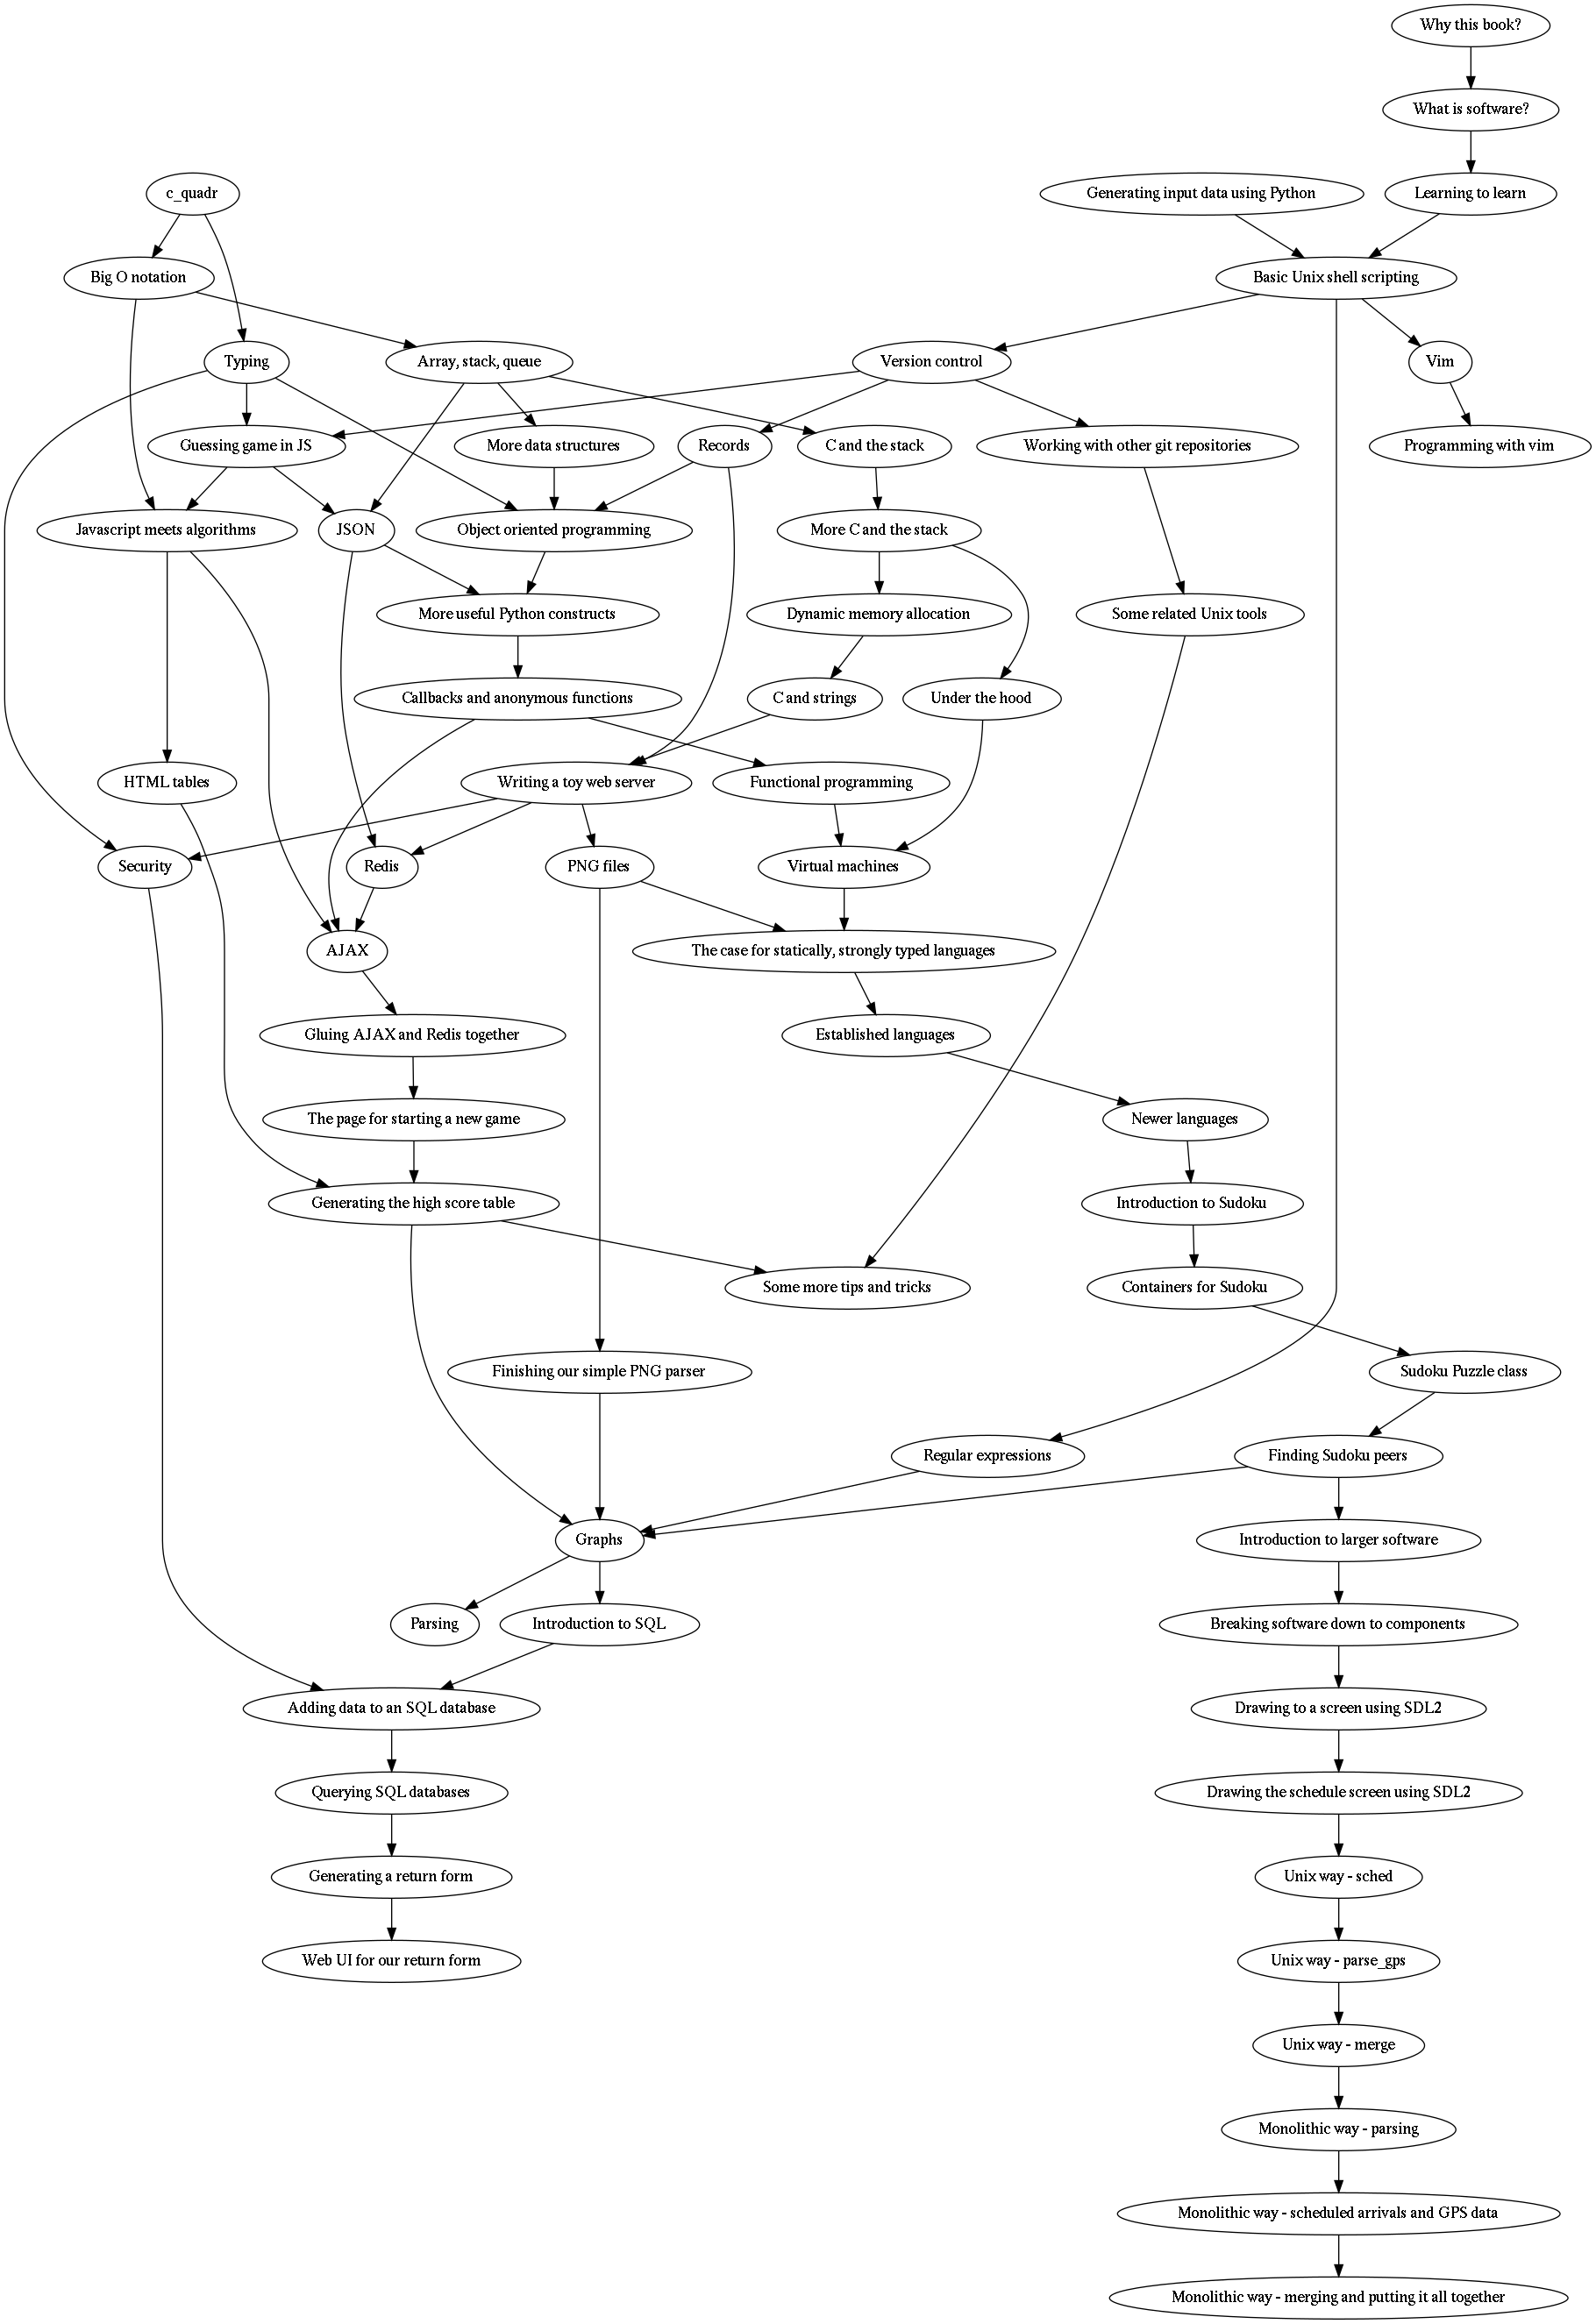 Why this book?
What is software?
c_quadr
Generating input data using Python
Learning to learn
Big O notation
Basic Unix shell scripting
Typing
Array, stack, queue
Version control
Vim
Guessing game in JS
More data structures
Records
C and the stack
Working with other git repositories
Programming with vim
Javascript meets algorithms
JSON
Object oriented programming
More C and the stack
More useful Python constructs
Dynamic memory allocation
Some related Unix tools
Callbacks and anonymous functions
C and strings
Under the hood
HTML tables
Writing a toy web server
Functional programming
Security
Redis
PNG files
Virtual machines
AJAX
The case for statically, strongly typed languages
Gluing AJAX and Redis together
Established languages
The page for starting a new game
Newer languages
Generating the high score table
Introduction to Sudoku
Some more tips and tricks
Containers for Sudoku
Finishing our simple PNG parser
Sudoku Puzzle class
Regular expressions
Finding Sudoku peers
Graphs
Introduction to larger software
Parsing
Introduction to SQL
Breaking software down to components
Adding data to an SQL database
Drawing to a screen using SDL2
Querying SQL databases
Drawing the schedule screen using SDL2
Generating a return form
Unix way - sched
Web UI for our return form
Unix way - parse_gps
Unix way - merge
Monolithic way - parsing
Monolithic way - scheduled arrivals and GPS data
Monolithic way - merging and putting it all together